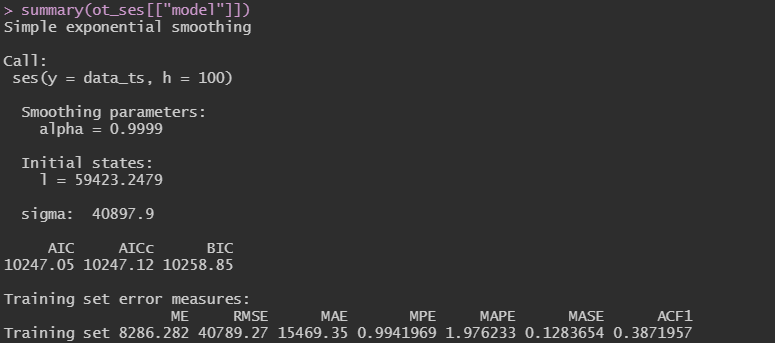 > summary(ot_ses[["model"]])
Simple exponential smoothing
Call:
ses(y = data_ts, h = 100)
Smoothing parameters:
alpha = 0.9999
Initial states:
l = 59423.2479
sigma: 40897.9
AIC AICc BIC
10247.05 10247.12 10258.85
Training set error measures:
ME RMSE MAE MPE MAPE MASE ACF1
Training set 8286.282 40789.27 15469.35 0.9941969 1.976233 0.1283654 0.3871957